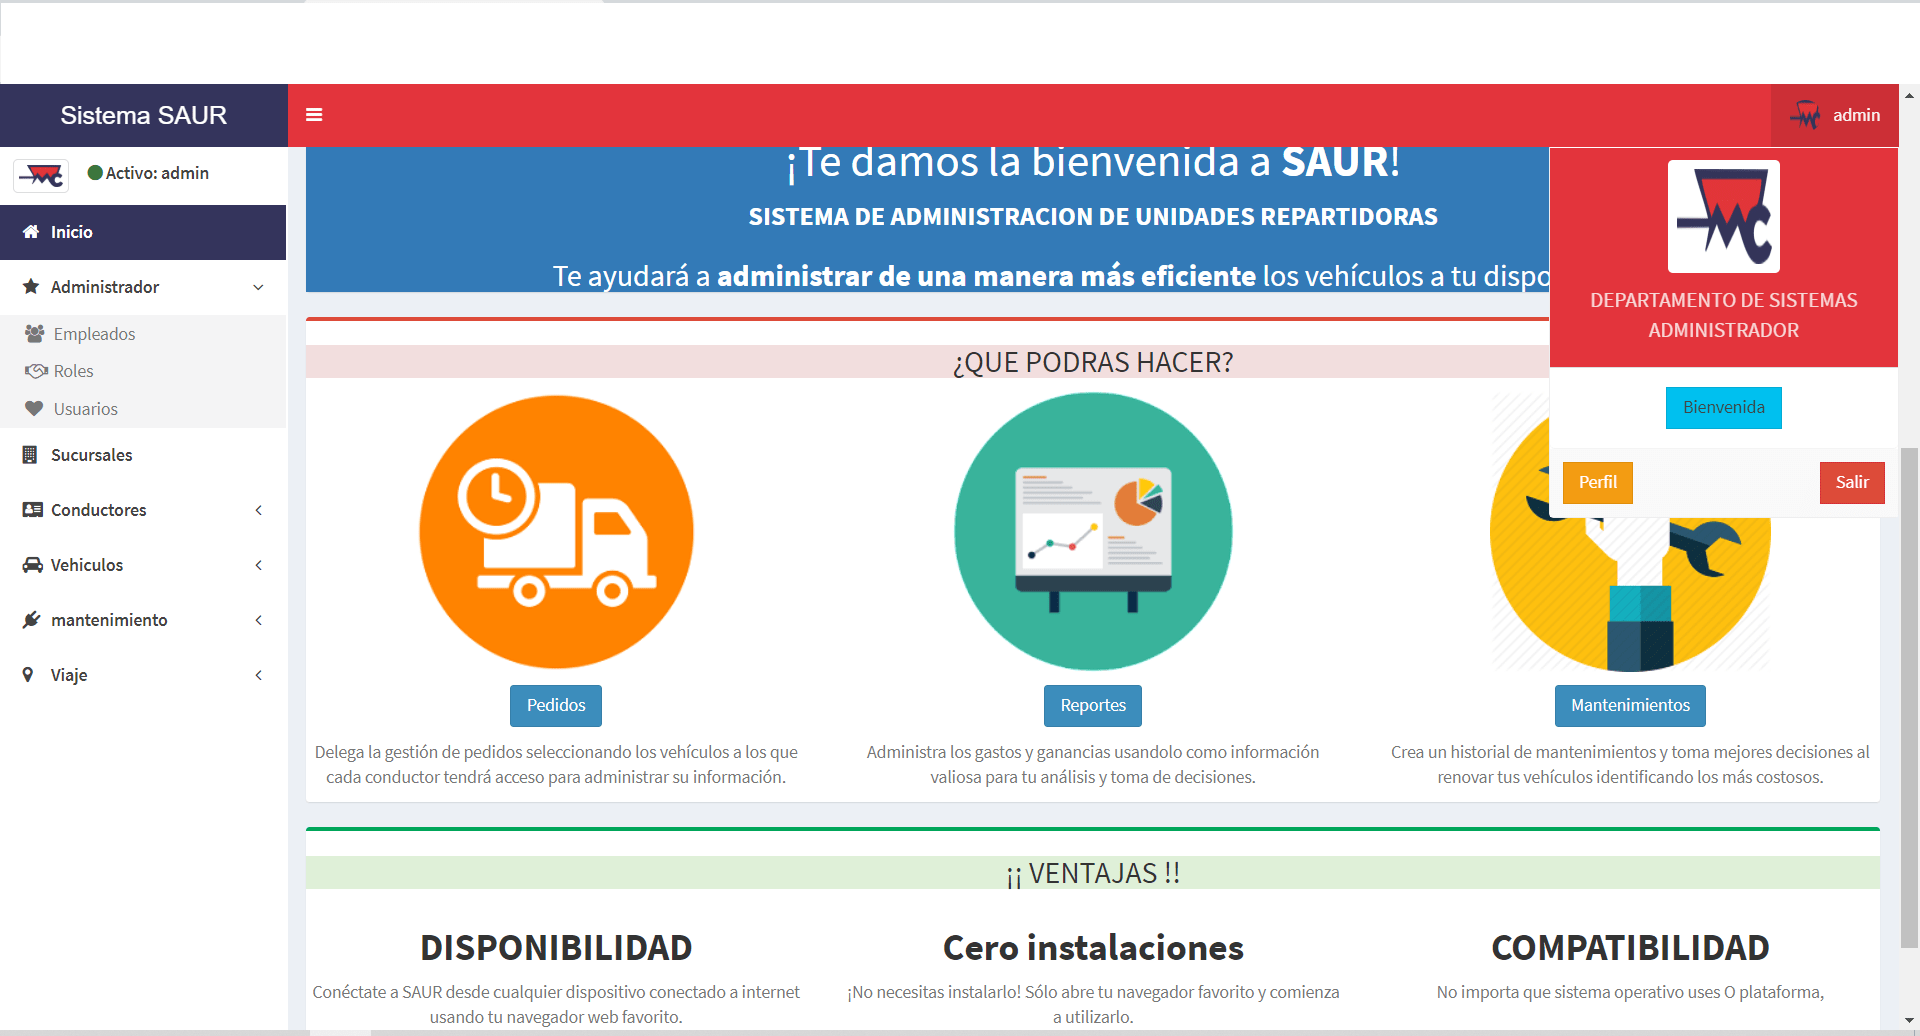 Sistema SAUR
admin
Activo: admin
Inicio
Administrador
Empleados
Roles
Usuarios
Sucursales
Conductores
Vehiculos
mantenimiento
Viaje
¡Te damos la bienvenida a SAUR!
SISTEMA DE ADMINISTRACION DE UNIDADES REPARTIDORAS
Te ayudará a administrar de una manera más eficiente los vehículos a tu dispo
MC
DEPARTAMENTO DE SISTEMAS
ADMINISTRADOR
Bienvenida
Perfil
Salir
¿QUE PODRAS HACER?
Pedidos
Delega la gestión de pedidos seleccionando los vehículos a los que
cada conductor tendrá acceso para administrar su información.
Reportes
Administra los gastos y ganancias usandolo como información
valiosa para tu análisis y toma de decisiones.
Mantenimientos
Crea un historial de mantenimientos y toma mejores decisiones al
renovar tus vehículos identificando los más costosos.
¡¡ VENTAJAS !!
DISPONIBILIDAD
Conéctate a SAUR desde cualquier dispositivo conectado a internet
usando tu navegador web favorito.
Cero instalaciones
¡No necesitas instalarlo! Sólo abre tu navegador favorito y comienza
a utilizarlo.
COMPATIBILIDAD
No importa que sistema operativo uses O plataforma,